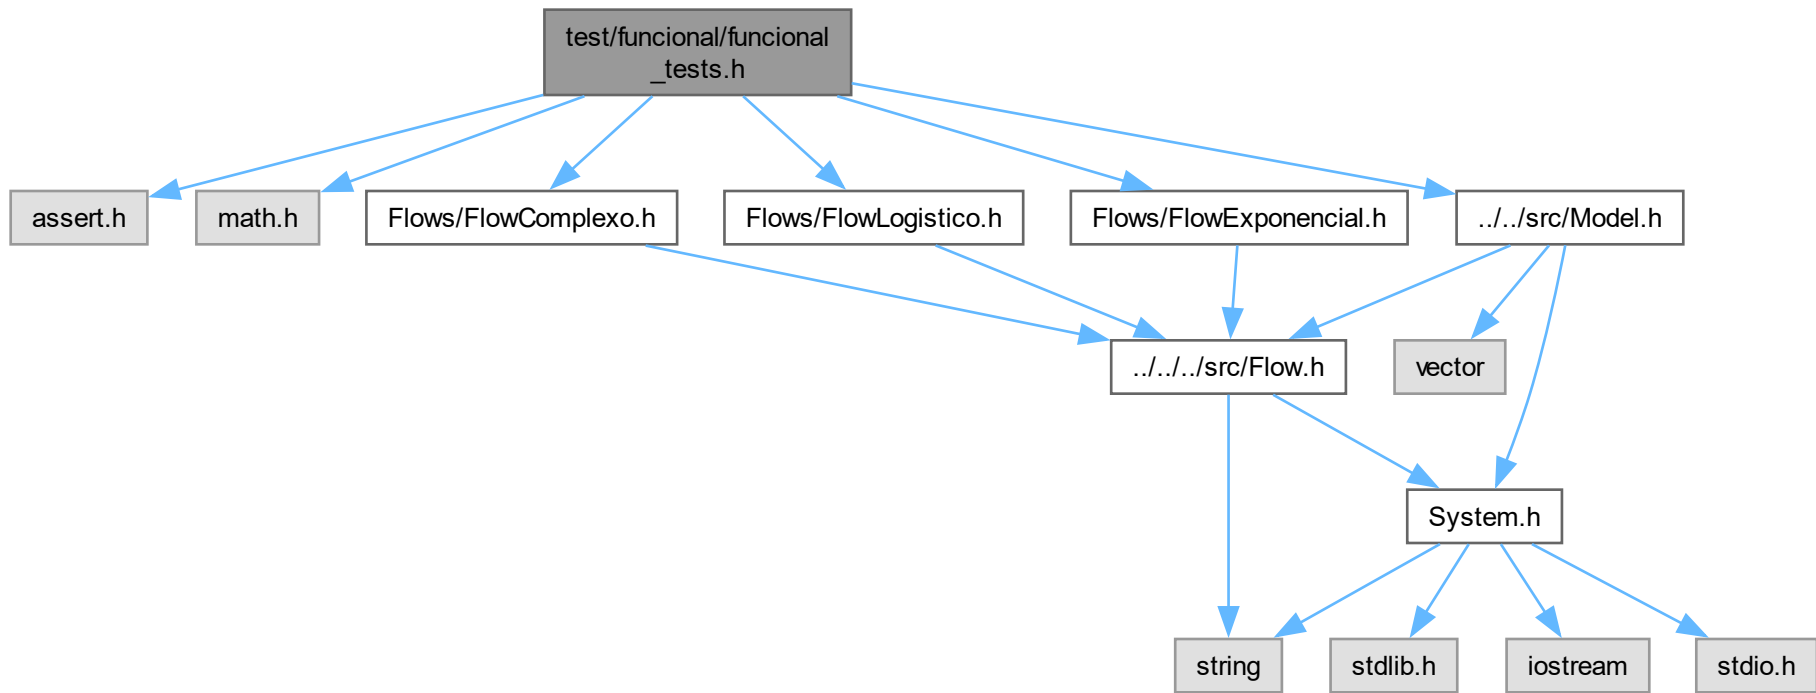 test/funcional/funcional
_tests.h
assert.h
math.h
Flows/FlowComplexo.h
Flows/FlowLogistico.h
Flows/FlowExponencial.h
../../src/Model.h
../../../src/Flow.h
vector
System.h
string
stdlib.h
iostream
stdio.h